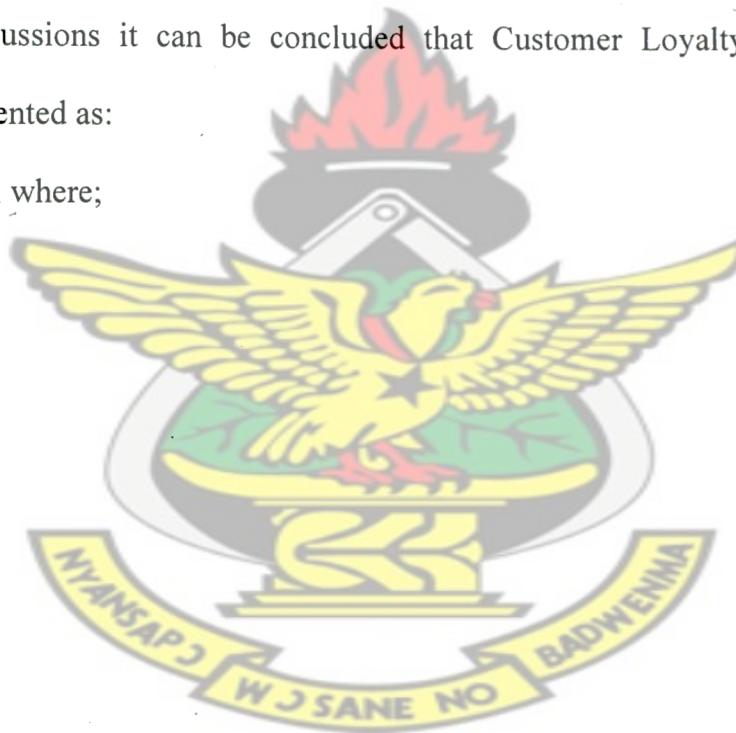 ussions it can be concluded that Customer Loyalty
ented as:
where;
NYANSAPƆ
WƆSANE NO
BADWENMA